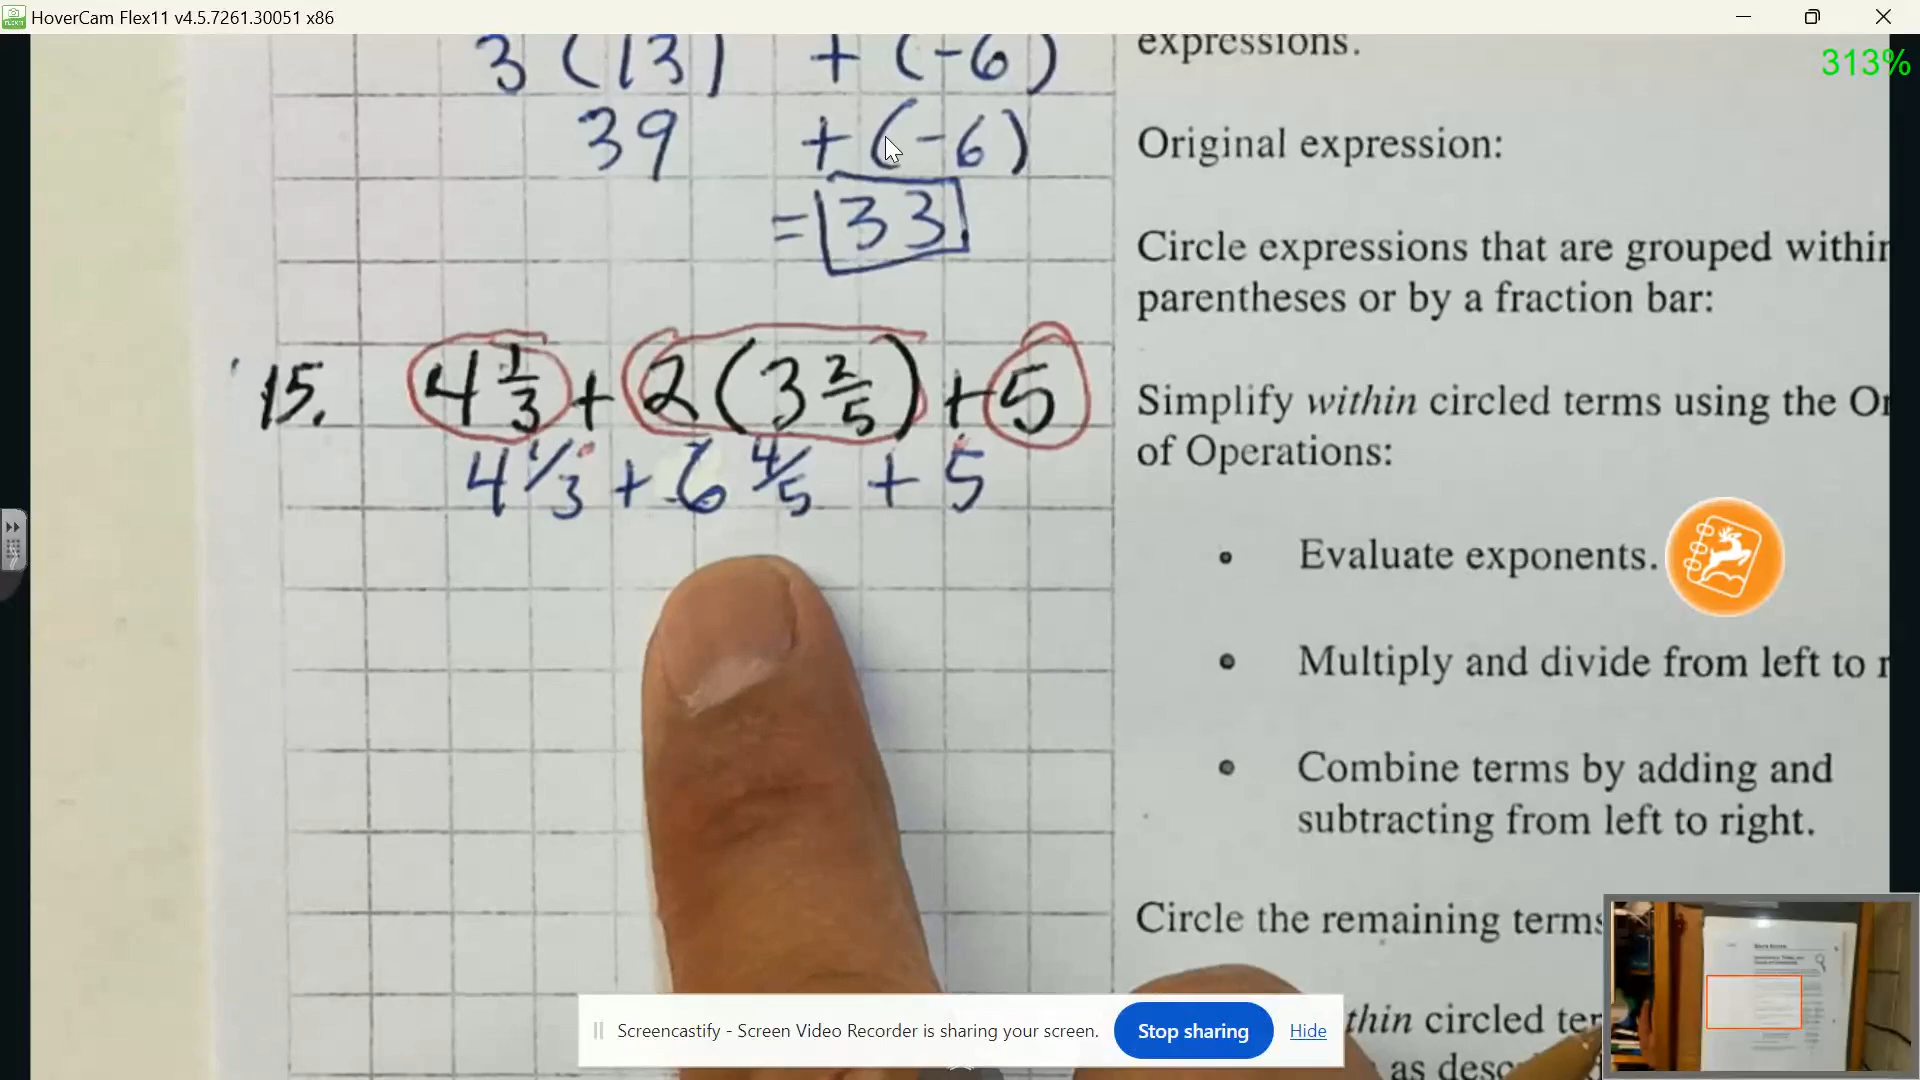 HoverCam Flex11 v4.5.7261.30051 x86
313%
3 (13) + (-6)
39 + (-6)
= 33
15. 4 1/3 + 2 (3 2/5) + 5
4 1/3 + 6 4/5 + 5
expressions.
Original expression:
Circle expressions that are grouped within
parentheses or by a fraction bar:
Simplify within circled terms using the Or
of Operations:
• Evaluate exponents.
• Multiply and divide from left to r
• Combine terms by adding and
subtracting from left to right.
Circle the remaining terms
thin circled ter
as desc
Screencastify - Screen Video Recorder is sharing your screen.
Stop sharing
Hide